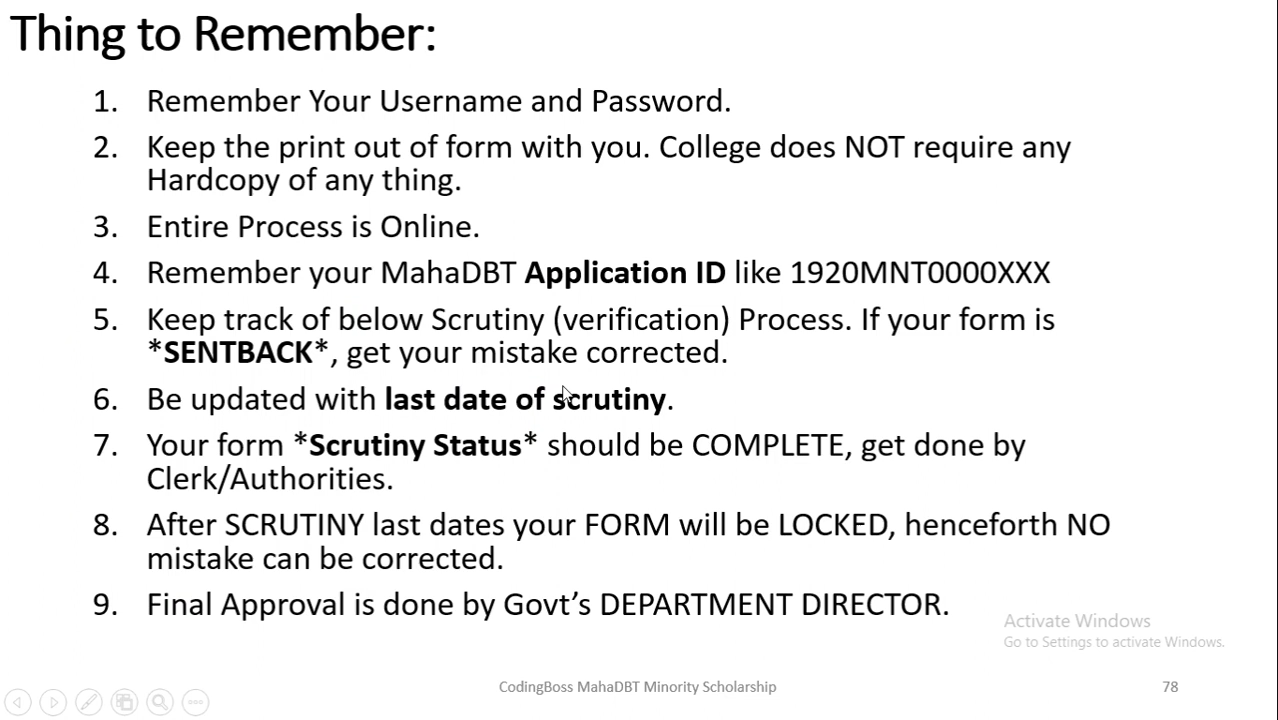 Thing to Remember:
1. Remember Your Username and Password.
2. Keep the print out of form with you. College does NOT require any
Hardcopy of any thing.
3. Entire Process is Online.
4. Remember your MahaDBT Application ID like 1920MNT0000XXX
5. Keep track of below Scrutiny (verification) Process. If your form is
*SENTBACK*, get your mistake corrected.
6. Be updated with last date of scrutiny.
7. Your form *Scrutiny Status* should be COMPLETE, get done by
Clerk/Authorities.
8. After SCRUTINY last dates your FORM will be LOCKED, henceforth NO
mistake can be corrected.
9. Final Approval is done by Govt’s DEPARTMENT DIRECTOR.
Activate Windows
Go to Settings to activate Windows.
CodingBoss MahaDBT Minority Scholarship
78